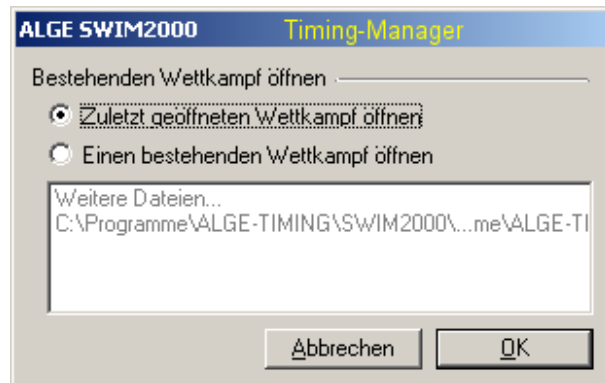 ALGE SWIM2000 Timing-Manager
Bestehenden Wettkampf öffnen
Zuletzt geöffneten Wettkampf öffnen
Einen bestehenden Wettkampf öffnen
Weitere Dateien...
C:\Programme\ALGE-TIMING\SWIM2000\...me\ALGE-TI
Abbrechen OK